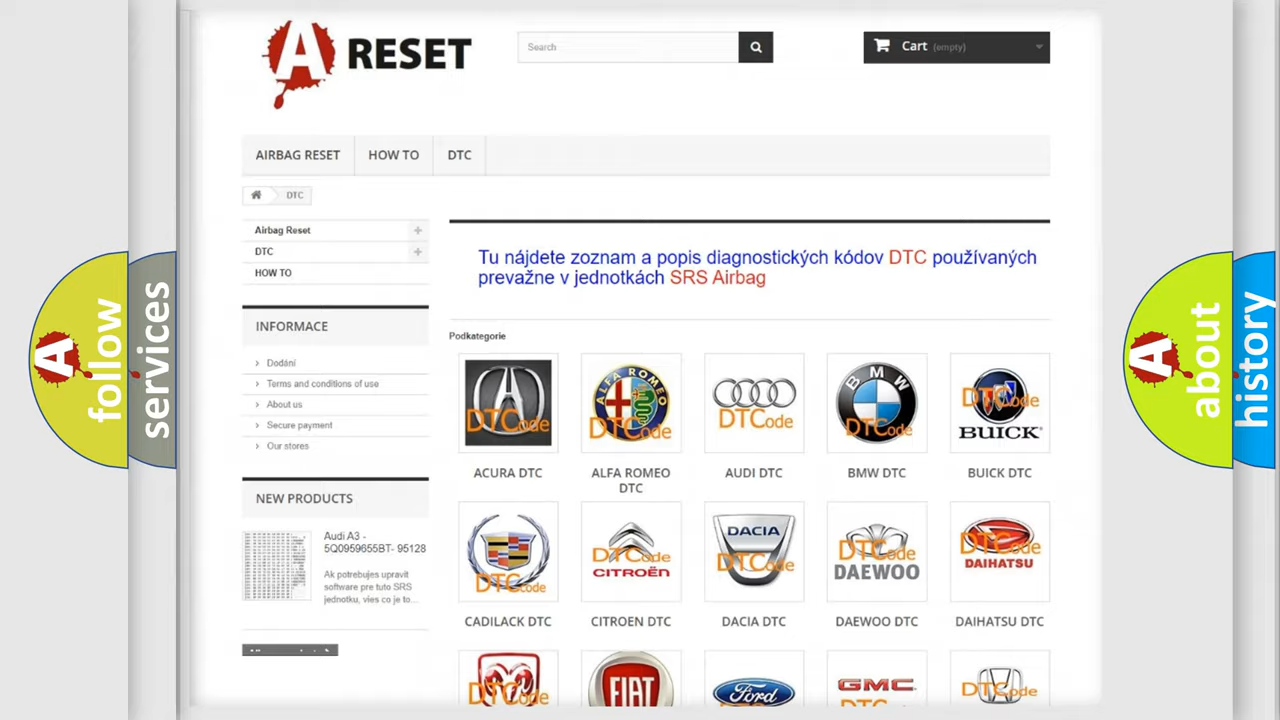 A RESET
Search
Cart (empty)
AIRBAG RESET
HOW TO
DTC
DTC
Airbag Reset
DTC
HOW TO
INFORMACE
Dodání
Terms and conditions of use
About us
Secure payment
Our stores
NEW PRODUCTS
Audi A3 -
5Q0959655BT- 95128
Ak potrebujes upravit
software pre tuto SRS
jednotku, vies co je to...
Tu nájdete zoznam a popis diagnostických kódov DTC používaných
prevažne v jednotkách SRS Airbag
Podkategorie
DTCode
ACURA DTC
ALFA ROMEO
DTCode
ALFA ROMEO
DTC
DTCode
AUDI DTC
BMW
DTCode
BMW DTC
DTCode
BUICK
BUICK DTC
DTCode
CADILACK DTC
DTCode
CITROËN
CITROEN DTC
DACIA
DTCode
DACIA DTC
DTCode
DAEWOO
DAEWOO DTC
DTCode
DAIHATSU
DAIHATSU DTC
DTCode
FIAT
Ford
GMC
DTCode
A follow
services
A about
history